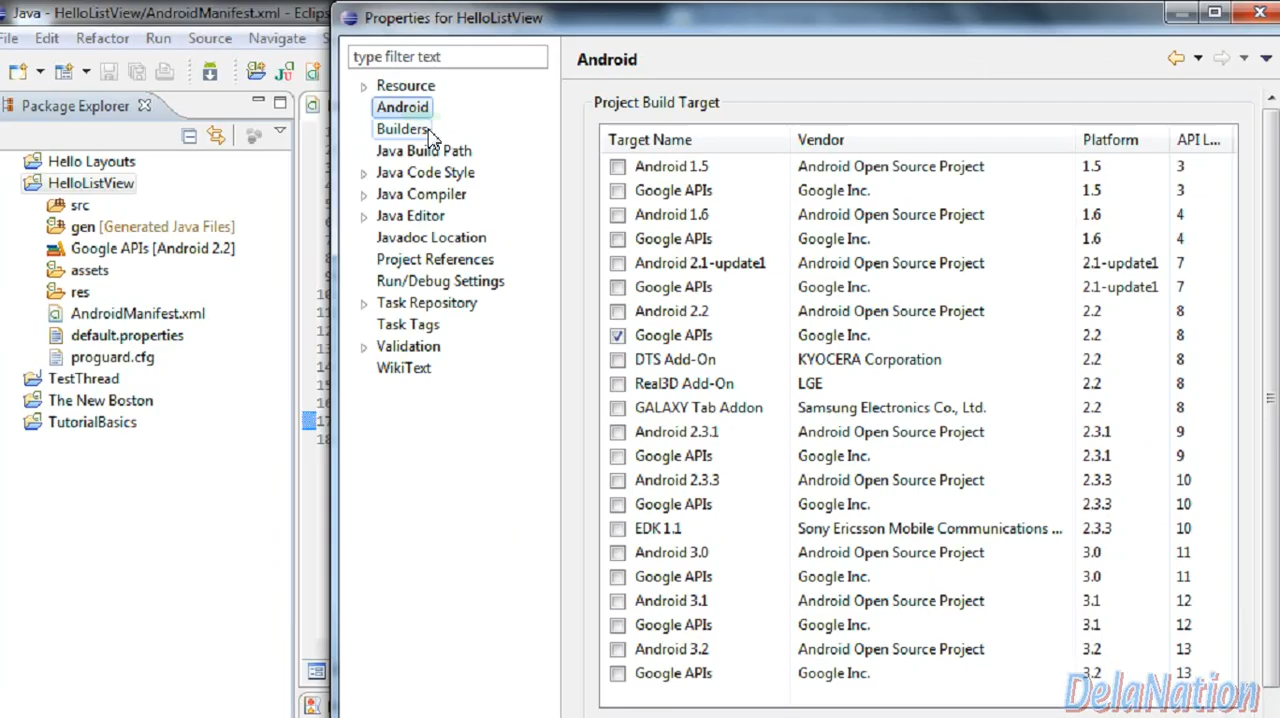 Java - HelloListView/AndroidManifest.xml - Eclips
File Edit Refactor Run Source Navigate S
Package Explorer
Hello Layouts
HelloListView
src
gen [Generated Java Files]
Google APIs [Android 2.2]
assets
res
AndroidManifest.xml
default.properties
proguard.cfg
TestThread
The New Boston
TutorialBasics
10
11
12
13
14
15
16
17
18
Properties for HelloListView
type filter text
Resource
Android
Builders
Java Build Path
Java Code Style
Java Compiler
Java Editor
Javadoc Location
Project References
Run/Debug Settings
Task Repository
Task Tags
Validation
WikiText
Android
Project Build Target
Target Name Vendor Platform API L...
Android 1.5 Android Open Source Project 1.5 3
Google APIs Google Inc. 1.5 3
Android 1.6 Android Open Source Project 1.6 4
Google APIs Google Inc. 1.6 4
Android 2.1-update1 Android Open Source Project 2.1-update1 7
Google APIs Google Inc. 2.1-update1 7
Android 2.2 Android Open Source Project 2.2 8
Google APIs Google Inc. 2.2 8
DTS Add-On KYOCERA Corporation 2.2 8
Real3D Add-On LGE 2.2 8
GALAXY Tab Addon Samsung Electronics Co., Ltd. 2.2 8
Android 2.3.1 Android Open Source Project 2.3.1 9
Google APIs Google Inc. 2.3.1 9
Android 2.3.3 Android Open Source Project 2.3.3 10
Google APIs Google Inc. 2.3.3 10
EDK 1.1 Sony Ericsson Mobile Communications ... 2.3.3 10
Android 3.0 Android Open Source Project 3.0 11
Google APIs Google Inc. 3.0 11
Android 3.1 Android Open Source Project 3.1 12
Google APIs Google Inc. 3.1 12
Android 3.2 Android Open Source Project 3.2 13
Google APIs Google Inc. 3.2 13
DelaNation